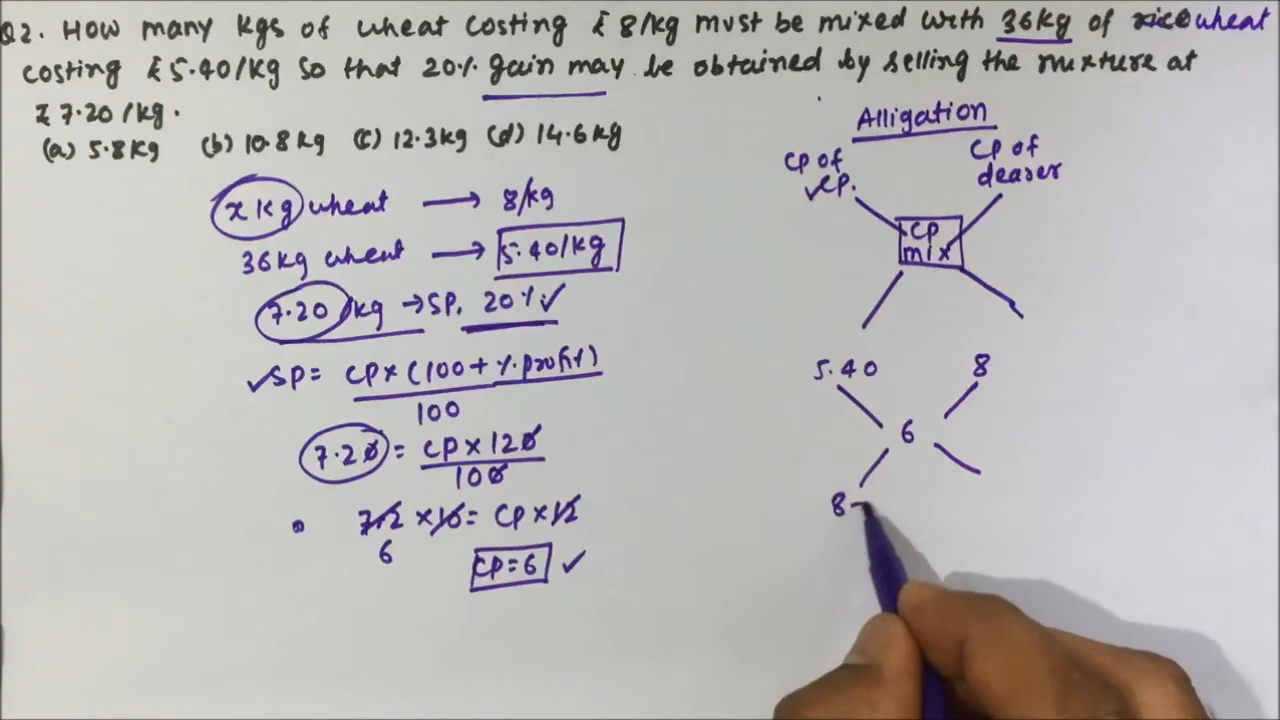 Q2. How many kgs of wheat costing ₹ 8/kg must be mixed with 36kg of rice wheat
costing ₹ 5.40/kg so that 20% gain may be obtained by selling the mixture at
₹ 7.20/kg.
(a) 5.8kg (b) 10.8kg (c) 12.3kg (d) 14.6kg
x kg wheat → 8/kg
36kg wheat → 5.40/kg
7.20/kg → SP. 20% ✓
✓SP = CP x (100 + % profit)
100
7.20 = CP x 120
100
7.2 x 10 = CP x 12
6
CP = 6 ✓
Alligation
CP of
✓CP.
CP of
dearer
CP
mix
5.40 8
6
8 -